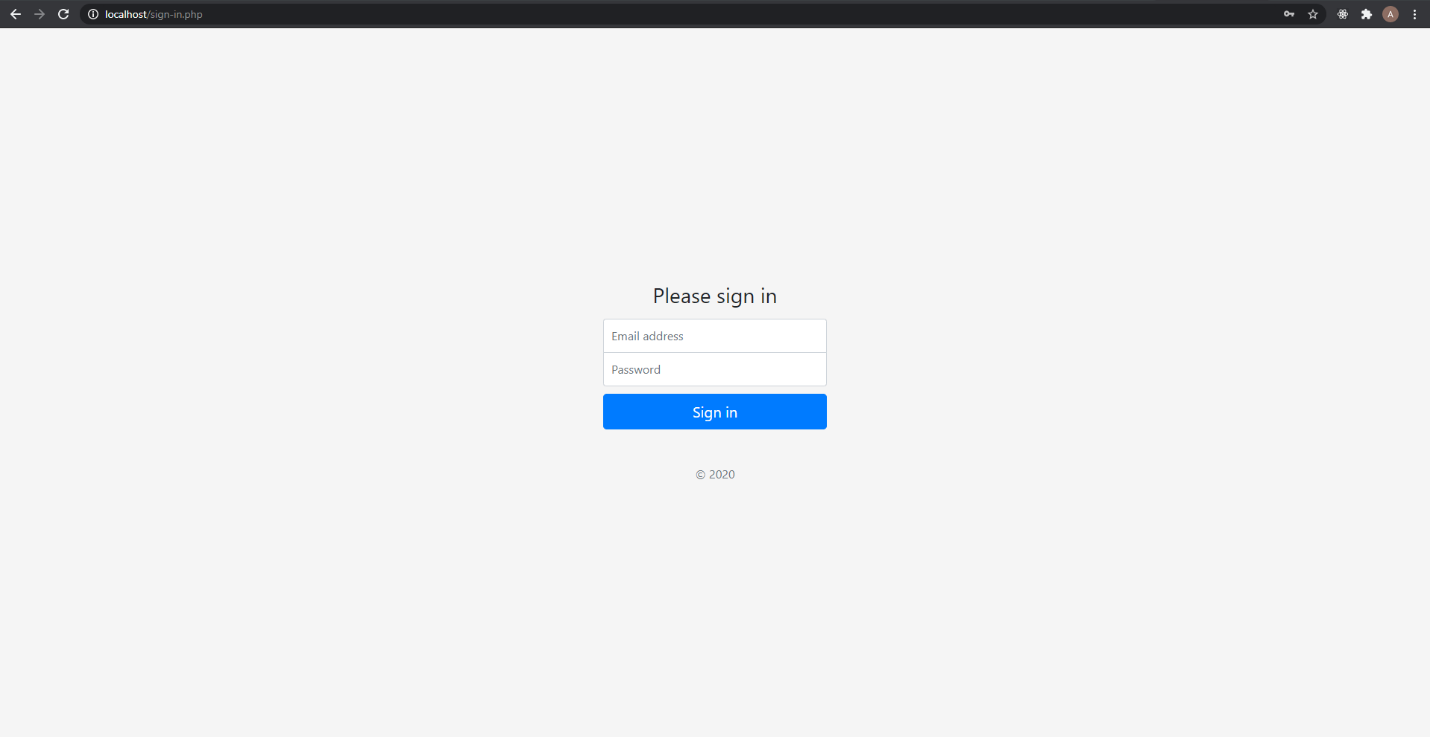 localhost/sign-in.php
A
Please sign in
Email address
Password
Sign in
© 2020